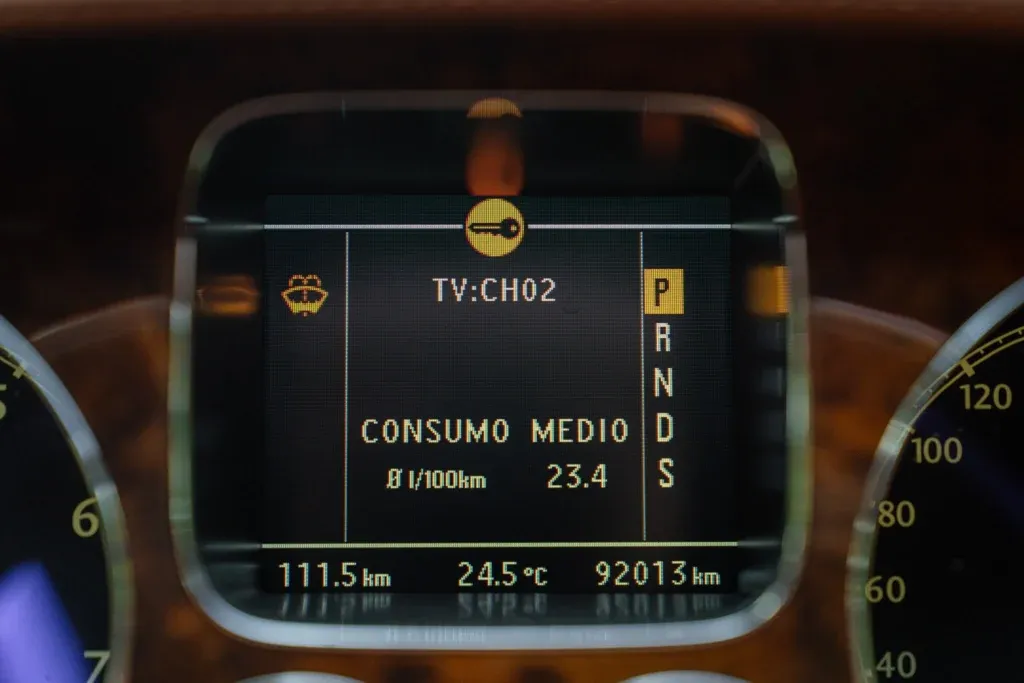 TV:CH02
P
R
N
D
S
CONSUMO MEDIO
Ø l/100km 23.4
111.5 km 24.5 °C 92013 km
6
7
120
100
80
60
40